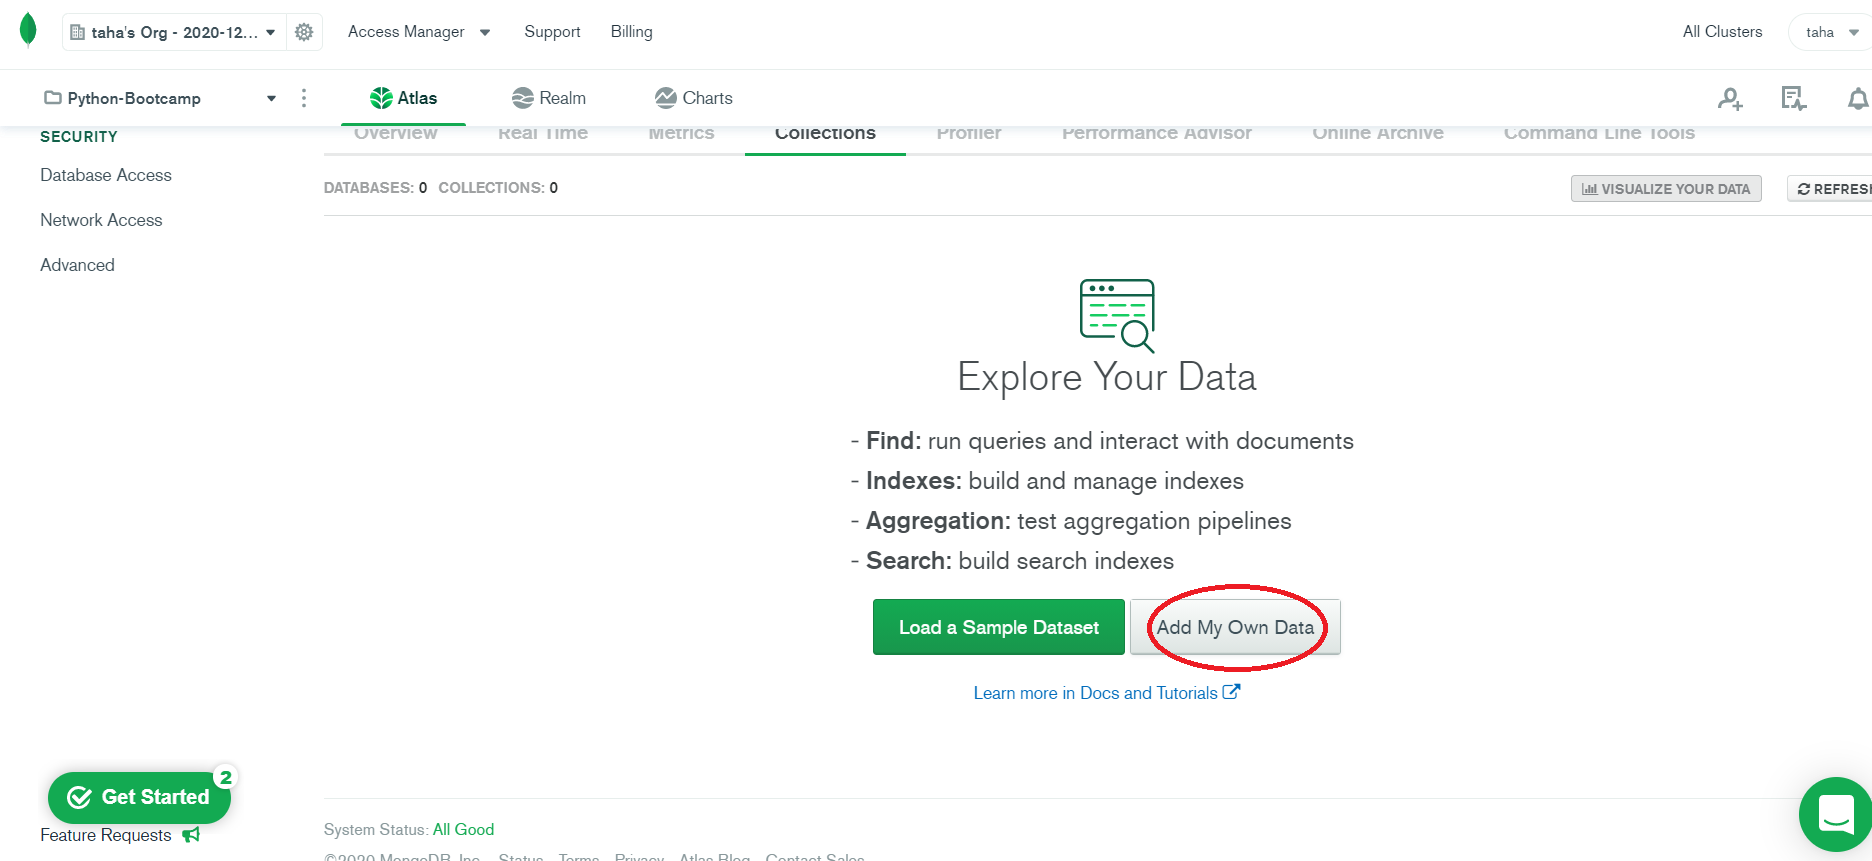 taha's Org - 2020-12...
Access Manager
Support
Billing
All Clusters
taha
Python-Bootcamp
Atlas
Realm
Charts
SECURITY
Overview
Real Time
Metrics
Collections
Profiler
Performance Advisor
Online Archive
Command Line Tools
Database Access
Network Access
Advanced
DATABASES: 0 COLLECTIONS: 0
VISUALIZE YOUR DATA
REFRESH
Explore Your Data
- Find: run queries and interact with documents
- Indexes: build and manage indexes
- Aggregation: test aggregation pipelines
- Search: build search indexes
Load a Sample Dataset
Add My Own Data
Learn more in Docs and Tutorials
2
Get Started
Feature Requests
System Status: All Good
©2020 MongoDB, Inc. Status Terms Privacy Atlas Blog Contact Sales